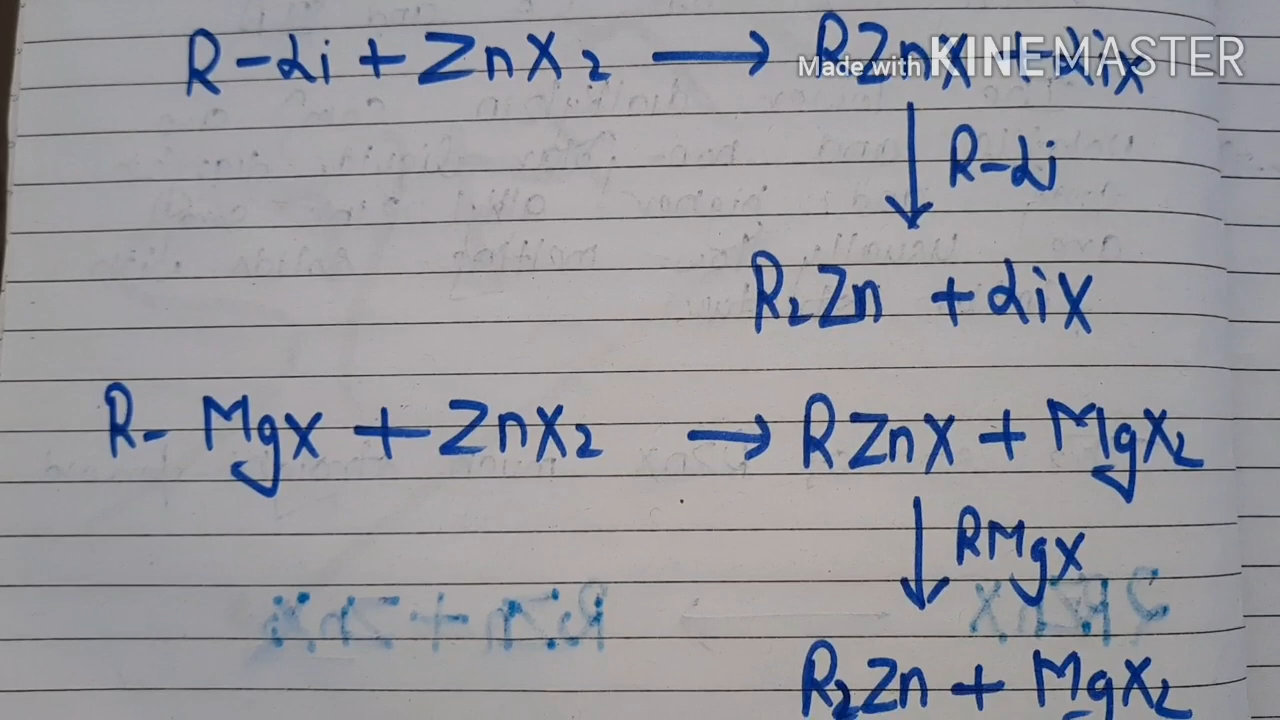 R-Li + ZnX2 → RZnX + LiX
Made with KINEMASTER
↓ R-Li
R2Zn + LiX
R-MgX + ZnX2 → RZnX + MgX2
↓ RMgX
R2Zn + MgX2